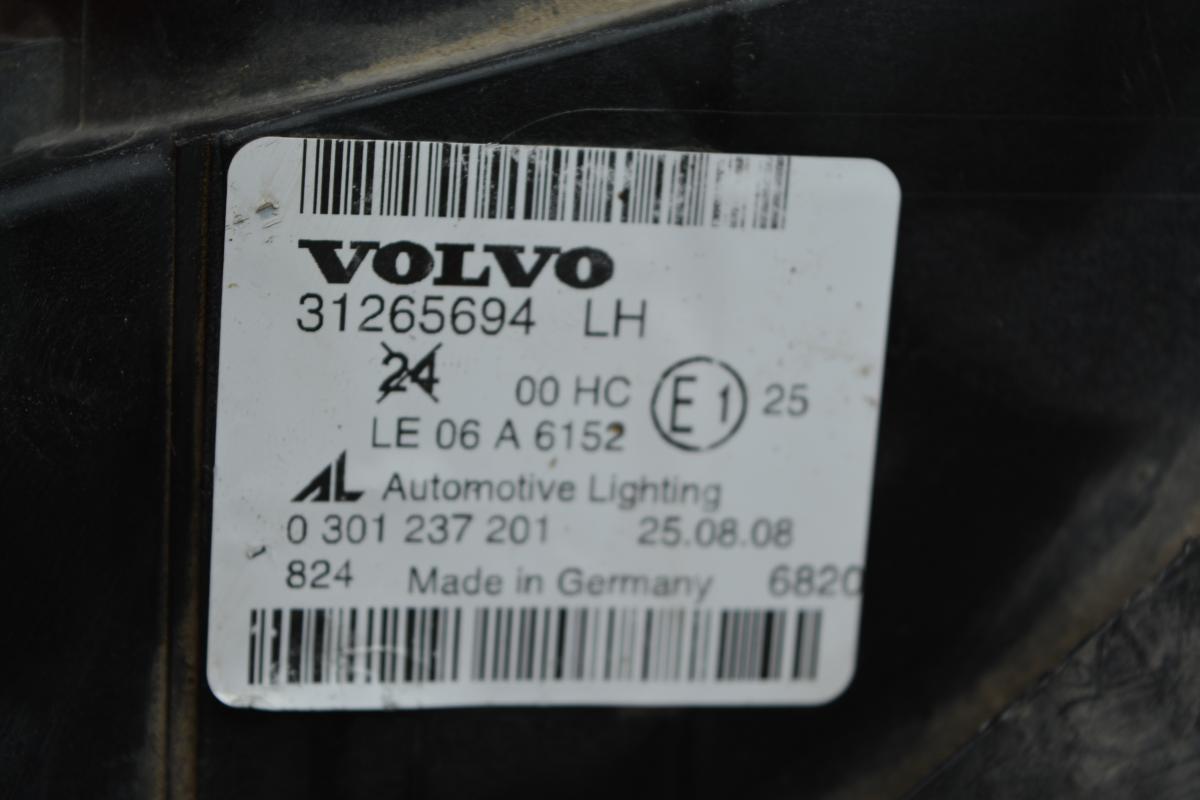 VOLVO
31265694 LH
24 00 HC E1 25
LE 06 A 6152
AL Automotive Lighting
0 301 237 201 25.08.08
824 Made in Germany 6820